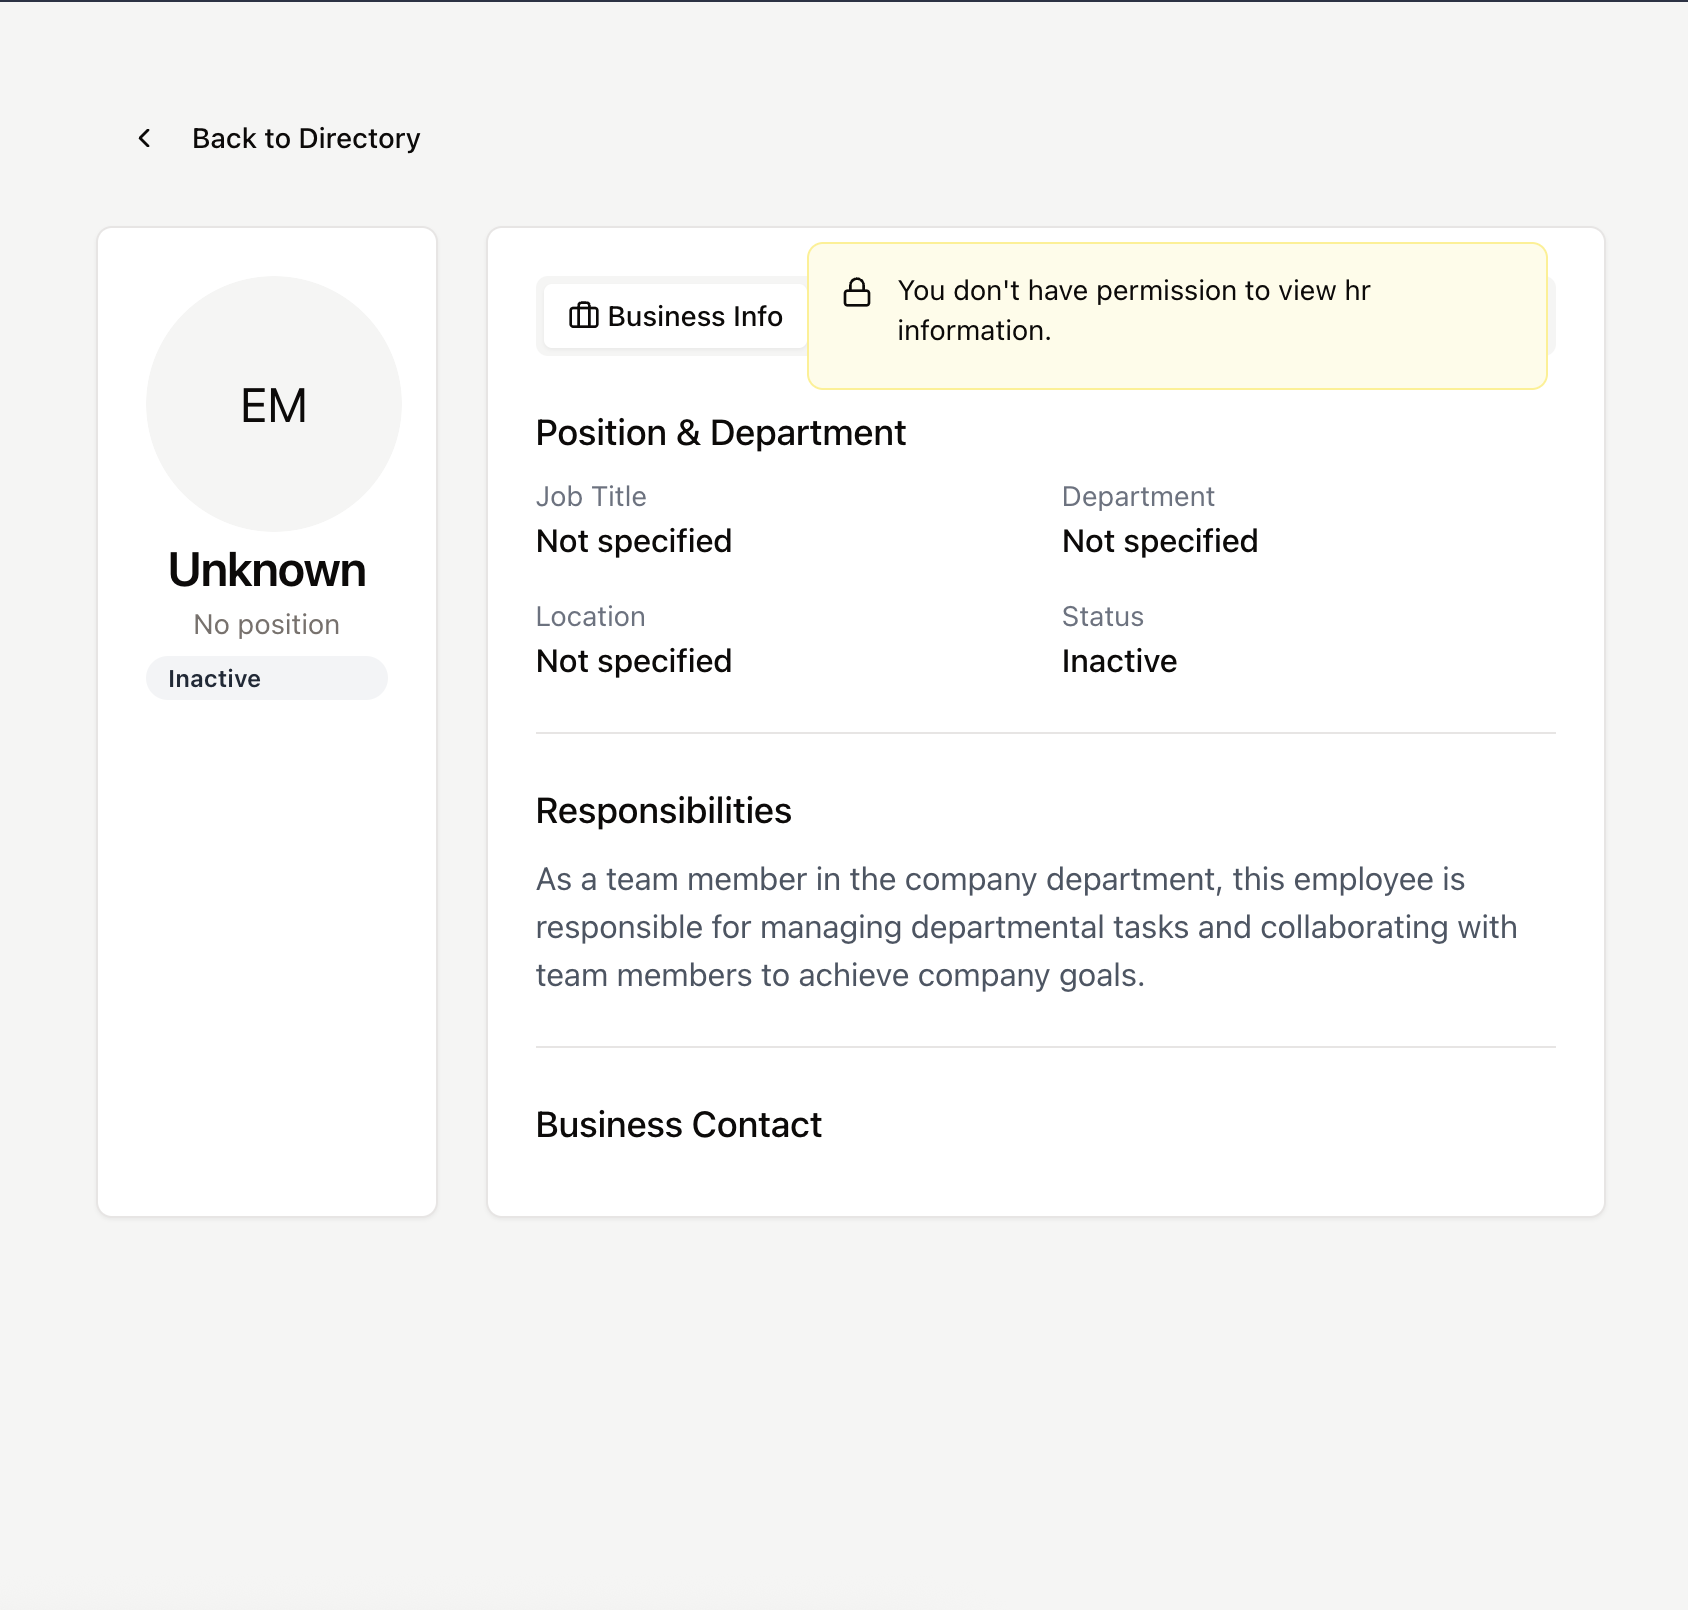 Back to Directory
EM
Unknown
No position
Inactive
Business Info
You don't have permission to view hr
information.
Position & Department
Job Title
Not specified
Department
Not specified
Location
Not specified
Status
Inactive
Responsibilities
As a team member in the company department, this employee is
responsible for managing departmental tasks and collaborating with
team members to achieve company goals.
Business Contact